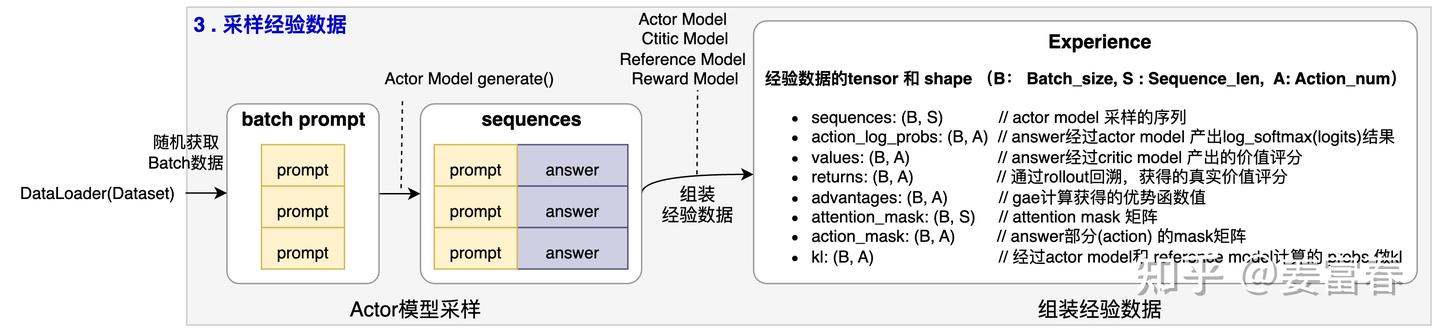 3 . 采样经验数据
随机获取
Batch数据
DataLoader(Dataset)
batch prompt
prompt
prompt
prompt
Actor Model generate()
sequences
prompt answer
prompt answer
prompt answer
Actor模型采样
Actor Model
Ctitic Model
Reference Model
Reward Model
组装
经验数据
Experience
经验数据的tensor 和 shape （B： Batch_size, S : Sequence_len, A: Action_num）
• sequences: (B, S) // actor model 采样的序列
• action_log_probs: (B, A) // answer经过actor model 产出log_softmax(logits)结果
• values: (B, A) // answer经过critic model 产出的价值评分
• returns: (B, A) // 通过rollout回溯，获得的真实价值评分
• advantages: (B, A) // gae计算获得的优势函数值
• attention_mask: (B, S) // attention mask 矩阵
• action_mask: (B, A) // answer部分(action) 的mask矩阵
• kl: (B, A) // 经过actor model和 reference model计算的 probs 做kl
组装经验数据
知乎 @姜富春